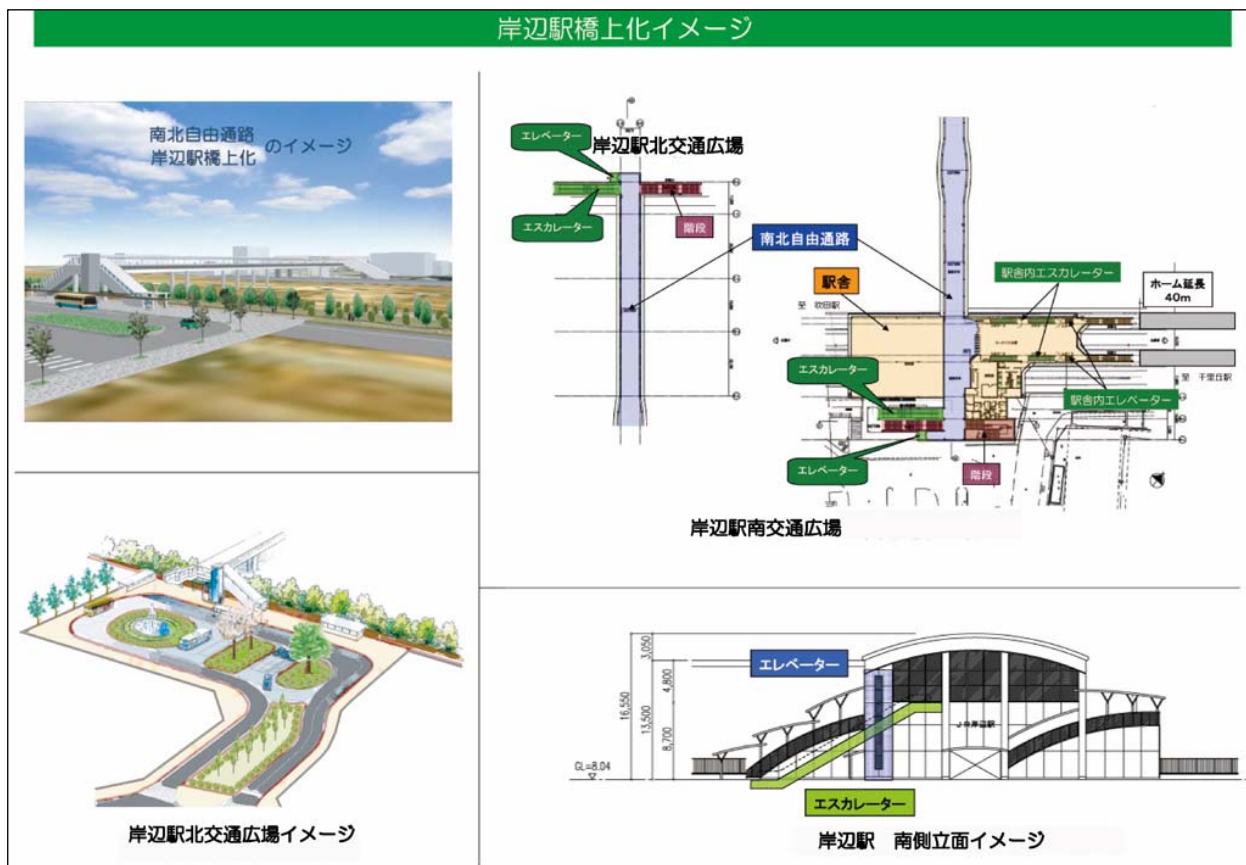 岸辺駅橋上化イメージ
南北自由通路
岸辺駅橋上化
のイメージ
エレベーター
岸辺駅北交通広場
エスカレーター
階段
南北自由通路
駅舎
駅舎内エスカレーター
ホーム延長
40m
至 吹田駅
エスカレーター
至 千里丘駅
駅舎内エレベーター
エレベーター
階段
岸辺駅南交通広場
岸辺駅北交通広場イメージ
3,050
エレベーター
4,800
16,550
13,500
8,700
JR岸辺駅
GL=8.04
エスカレーター
岸辺駅 南側立面イメージ